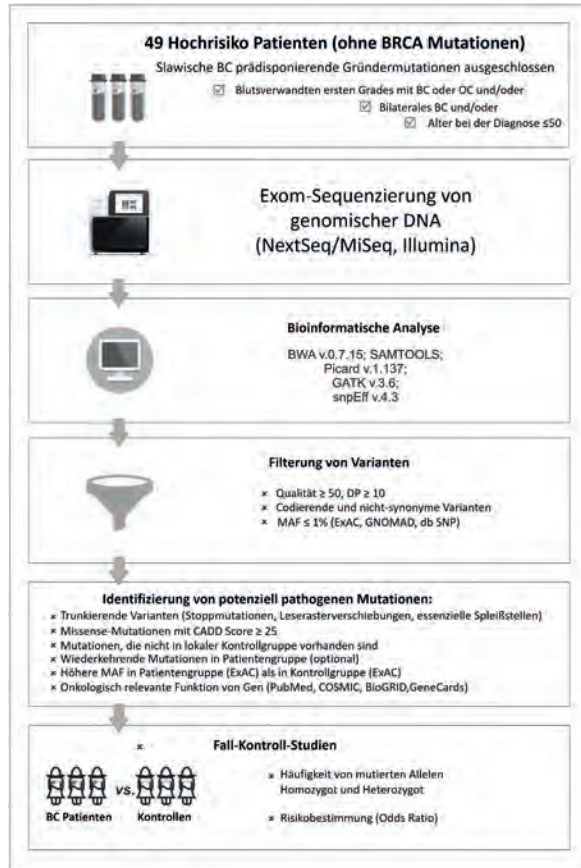 49 Hochrisiko Patienten (ohne BRCA Mutationen)
Slawische BC prädisponierende Gründermutationen ausgeschlossen
Blutsverwandten ersten Grades mit BC oder OC und/oder
Bilaterales BC und/oder
Alter bei der Diagnose ≤50
Exom-Sequenzierung von
genomischer DNA
(NextSeq/MiSeq, Illumina)
Bioinformatische Analyse
BWA v.0.7.15; SAMTOOLS;
Picard v.1.137;
GATK v.3.6;
snpEff v.4.3
Filterung von Varianten
Qualität ≥ 50, DP ≥ 10
Codierende und nicht-synonyme Varianten
MAF ≤ 1% (ExAC, GNOMAD, db SNP)
Identifizierung von potenziell pathogenen Mutationen:
Trunkierende Varianten (Stoppmutationen, Leserasterverschiebungen, essenzielle Spleißstellen)
Missense-Mutationen mit CADD Score ≥ 25
Mutationen, die nicht in lokaler Kontrollgruppe vorhanden sind
Wiederkehrende Mutationen in Patientengruppe (optional)
Höhere MAF in Patientengruppe (ExAC) als in Kontrollgruppe (ExAC)
Onkologisch relevante Funktion von Gen (PubMed, COSMIC, BioGRID,GeneCards)
Fall-Kontroll-Studien
vs.
BC Patienten
Kontrollen
Häufigkeit von mutierten Allelen
Homozygot und Heterozygot
Risikobestimmung (Odds Ratio)